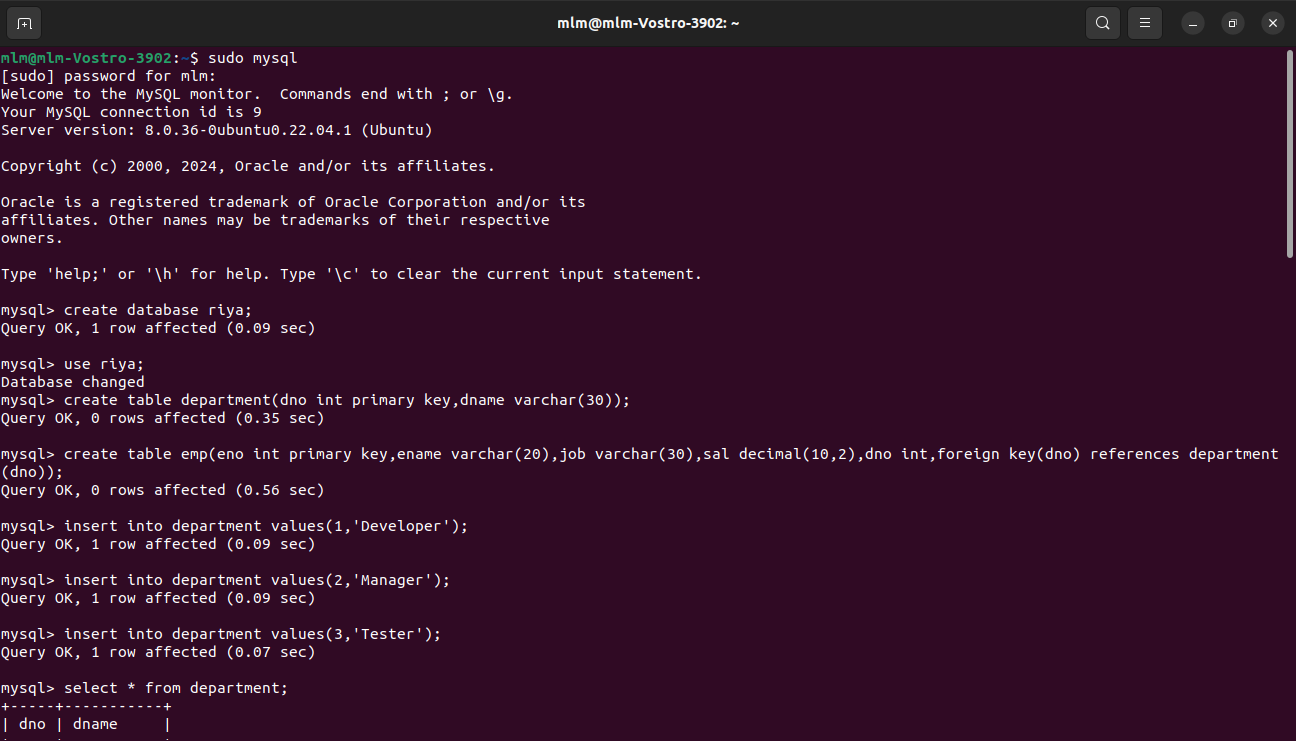 mlm@mlm-Vostro-3902: ~
mlm@mlm-Vostro-3902:~$ sudo mysql
[sudo] password for mlm:
Welcome to the MySQL monitor.  Commands end with ; or \g.
Your MySQL connection id is 9
Server version: 8.0.36-0ubuntu0.22.04.1 (Ubuntu)

Copyright (c) 2000, 2024, Oracle and/or its affiliates.

Oracle is a registered trademark of Oracle Corporation and/or its
affiliates. Other names may be trademarks of their respective
owners.

Type 'help;' or '\h' for help. Type '\c' to clear the current input statement.

mysql> create database riya;
Query OK, 1 row affected (0.09 sec)

mysql> use riya;
Database changed
mysql> create table department(dno int primary key,dname varchar(30));
Query OK, 0 rows affected (0.35 sec)

mysql> create table emp(eno int primary key,ename varchar(20),job varchar(30),sal decimal(10,2),dno int,foreign key(dno) references department
(dno));
Query OK, 0 rows affected (0.56 sec)

mysql> insert into department values(1,'Developer');
Query OK, 1 row affected (0.09 sec)

mysql> insert into department values(2,'Manager');
Query OK, 1 row affected (0.09 sec)

mysql> insert into department values(3,'Tester');
Query OK, 1 row affected (0.07 sec)

mysql> select * from department;
+-----+-----------+
| dno | dname     |